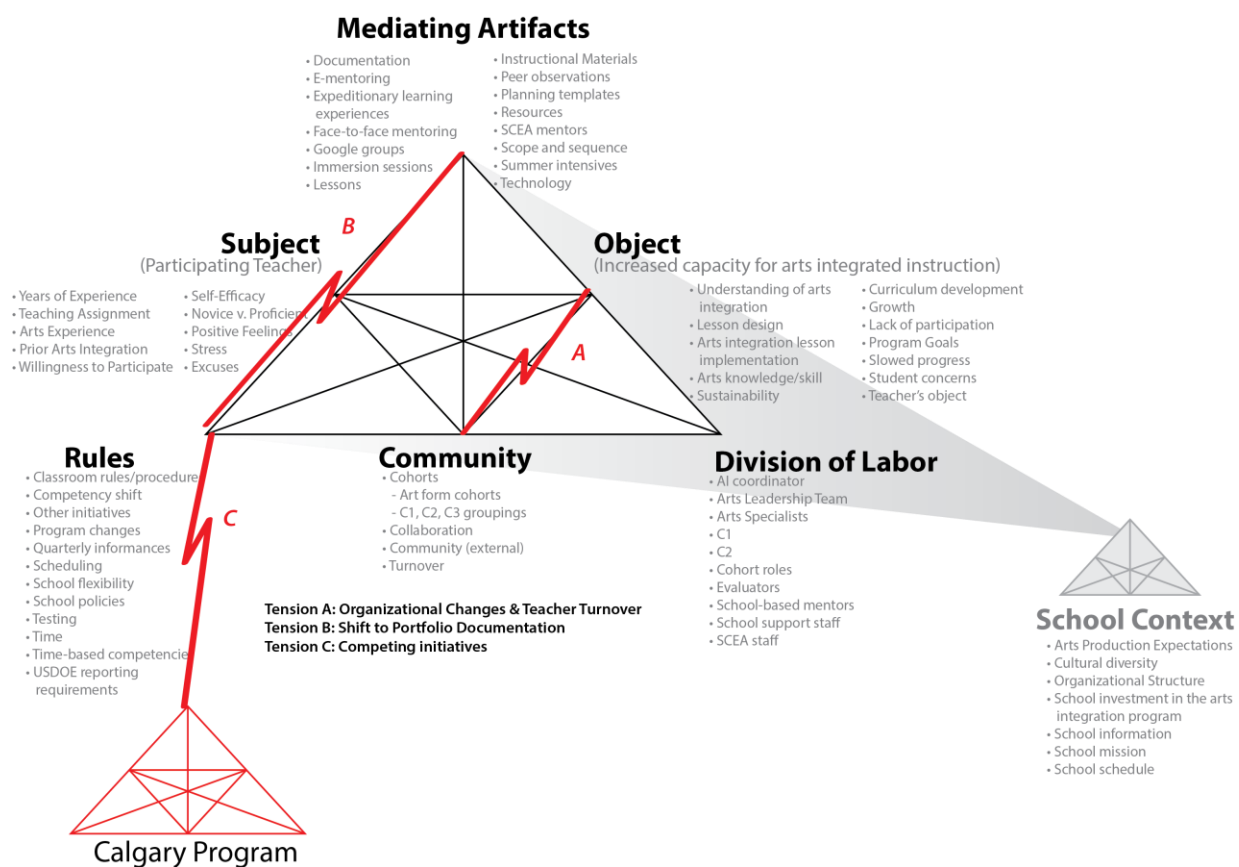 Mediating Artifacts
• Documentation
• E-mentoring
• Expeditionary learning
experiences
• Face-to-face mentoring
• Google groups
• Immersion sessions
• Lessons
• Instructional Materials
• Peer observations
• Planning templates
• Resources
• SCEA mentors
• Scope and sequence
• Summer intensives
• Technology
B
Subject
(Participating Teacher)
• Years of Experience
• Teaching Assignment
• Arts Experience
• Prior Arts Integration
• Willingness to Participate
• Self-Efficacy
• Novice v. Proficient
• Positive Feelings
• Stress
• Excuses
Object
(Increased capacity for arts integrated instruction)
• Understanding of arts
integration
• Lesson design
• Arts integration lesson
implementation
• Arts knowledge/skill
• Sustainability
• Curriculum development
• Growth
• Lack of participation
• Program Goals
• Slowed progress
• Student concerns
• Teacher's object
A
Rules
• Classroom rules/procedure
• Competency shift
• Other initiatives
• Program changes
• Quarterly informances
• Scheduling
• School flexibility
• School policies
• Testing
• Time
• Time-based competencies
• USDOE reporting
requirements
C
Community
• Cohorts
- Art form cohorts
- C1, C2, C3 groupings
• Collaboration
• Community (external)
• Turnover
Division of Labor
• AI coordinator
• Arts Leadership Team
• Arts Specialists
• C1
• C2
• Cohort roles
• Evaluators
• School-based mentors
• School support staff
• SCEA staff
Tension A: Organizational Changes & Teacher Turnover
Tension B: Shift to Portfolio Documentation
Tension C: Competing initiatives
School Context
• Arts Production Expectations
• Cultural diversity
• Organizational Structure
• School investment in the arts
integration program
• School information
• School mission
• School schedule
Calgary Program